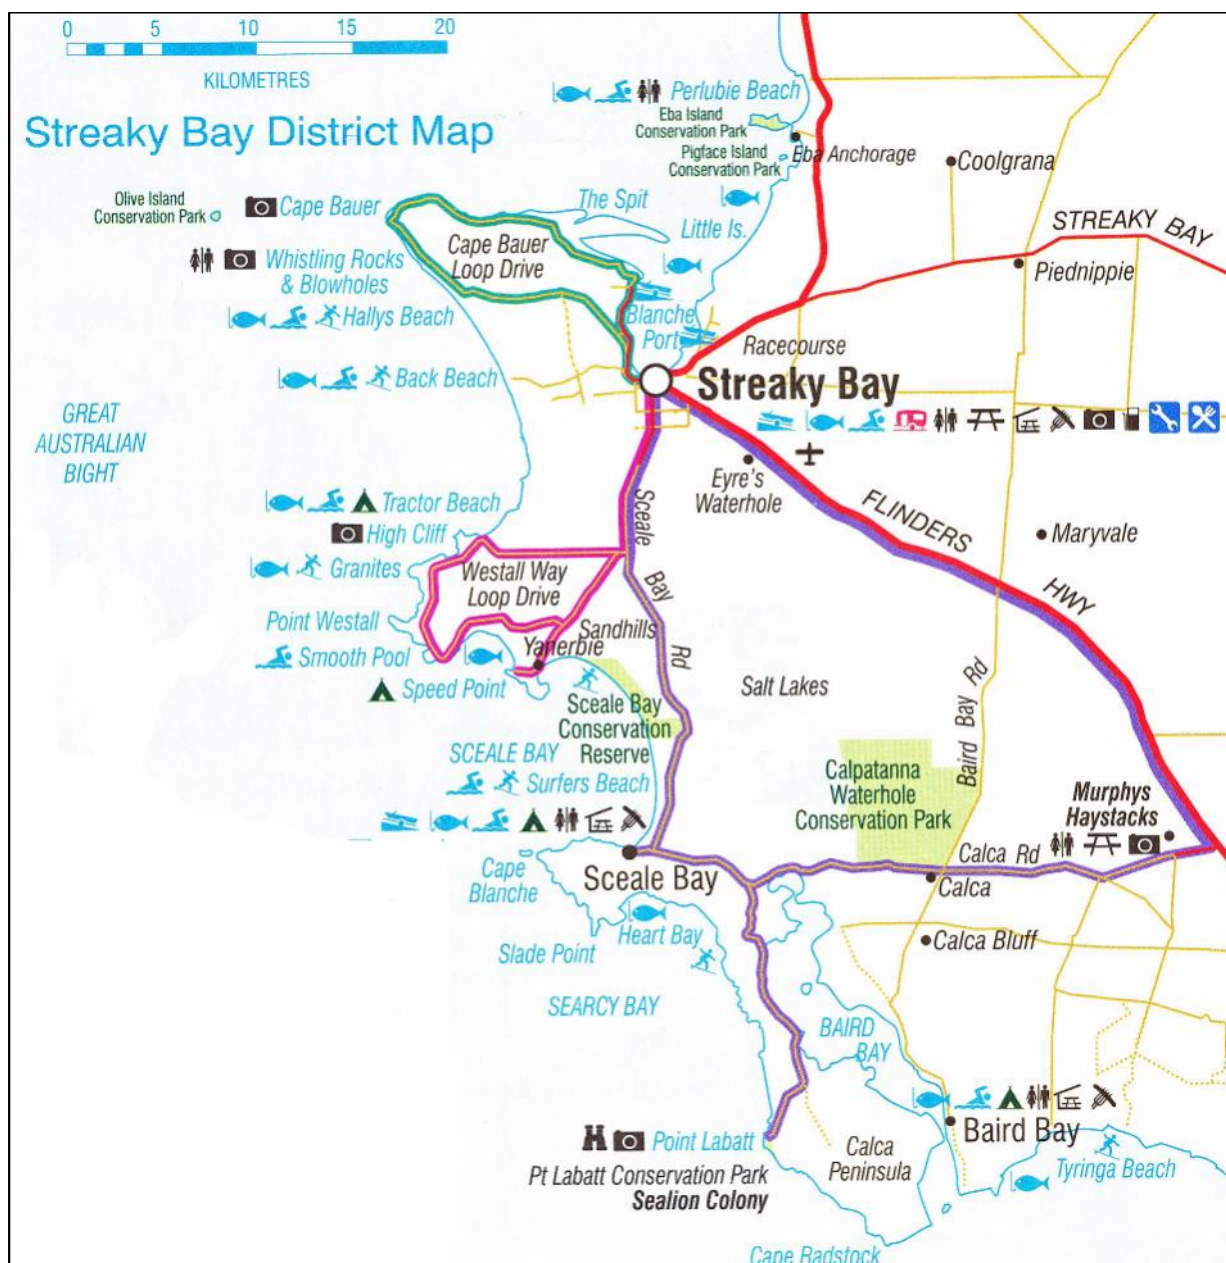 0 5 10 15 20
KILOMETRES
Streaky Bay District Map
Perlubie Beach
Eba Island
Conservation Park
Pigface Island
Conservation Park
Eba Anchorage
Coolgrana
Olive Island
Conservation Park
Cape Bauer
The Spit
Little Is.
STREAKY BAY
Cape Bauer
Loop Drive
Whistling Rocks
& Blowholes
Piednippie
Hallys Beach
Blanche
Port
Racecourse
Back Beach
Streaky Bay
GREAT
AUSTRALIAN
BIGHT
Eyre's
Waterhole
Tractor Beach
High Cliff
Sceale Bay Rd
FLINDERS HWY
Maryvale
Granites
Westall Way
Loop Drive
Point Westall
Sandhills
Yanerbie
Smooth Pool
Speed Point
Salt Lakes
Baird Bay Rd
Sceale Bay
Conservation
Reserve
SCEALE BAY
Surfers Beach
Calpatanna
Waterhole
Conservation Park
Murphys
Haystacks
Calca Rd
Cape
Blanche
Sceale Bay
Calca
Heart Bay
Calca Bluff
Slade Point
SEARCY BAY
BAIRD
BAY
Point Labatt
Baird Bay
Pt Labatt Conservation Park
Sealion Colony
Calca
Peninsula
Tyringa Beach
Cape Radstock